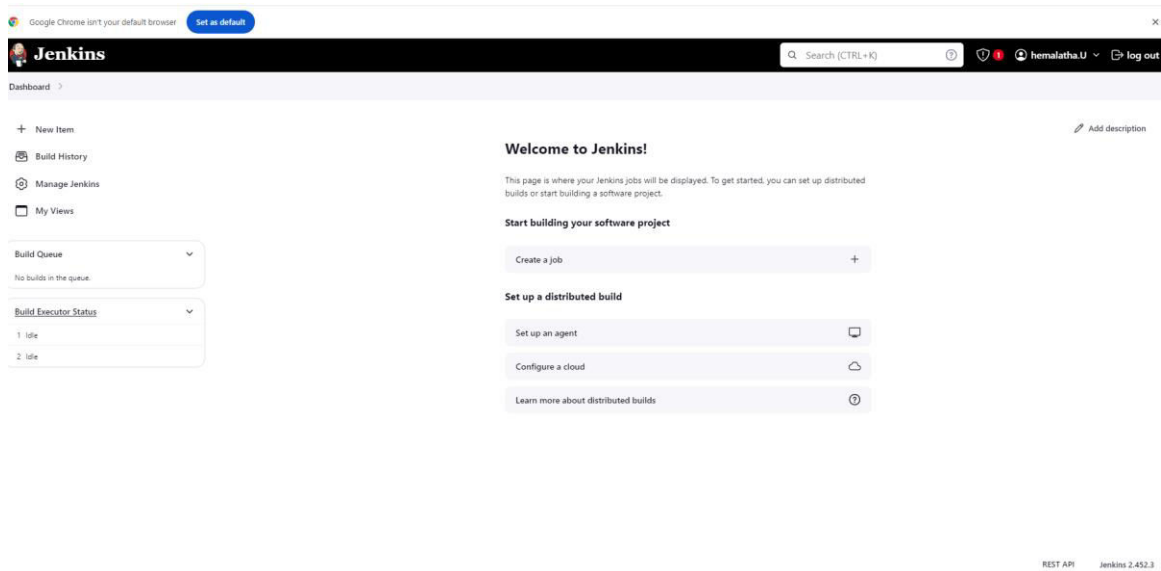 Google Chrome isn't your default browser Set as default
Jenkins Search (CTRL+K) 1 hemalatha.U log out
Dashboard
New Item
Build History
Manage Jenkins
My Views
Build Queue
No builds in the queue.
Build Executor Status
1 Idle
2 Idle
Add description
Welcome to Jenkins!
This page is where your Jenkins jobs will be displayed. To get started, you can set up distributed
builds or start building a software project.
Start building your software project
Create a job
Set up a distributed build
Set up an agent
Configure a cloud
Learn more about distributed builds
REST API Jenkins 2.452.3